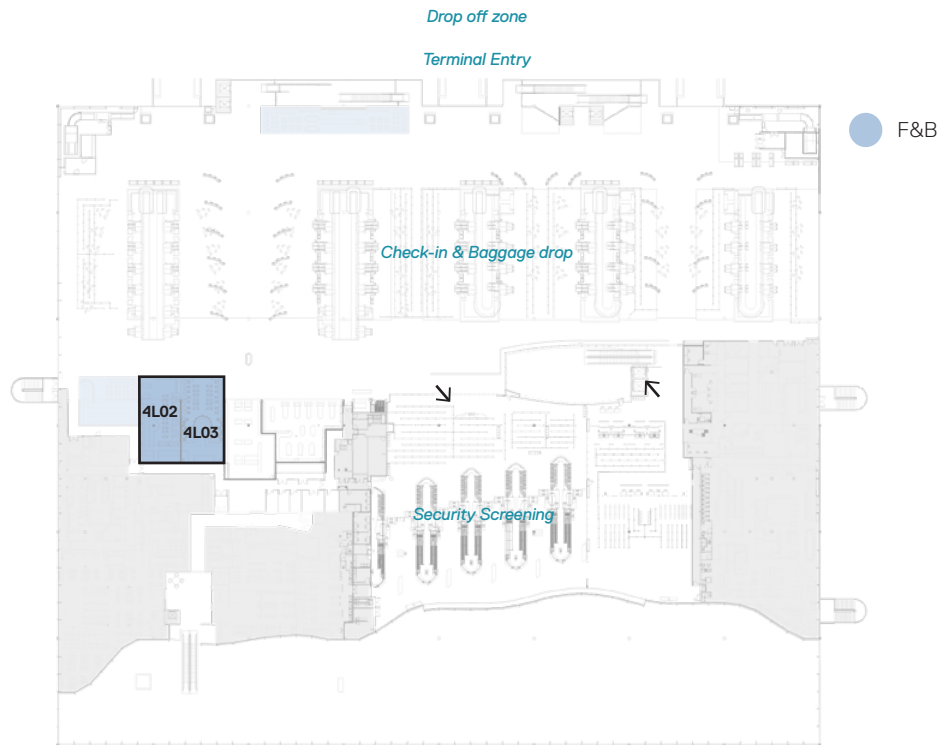 Drop off zone
Terminal Entry
F&B
Check-in & Baggage drop
4L02
4L03
Security Screening